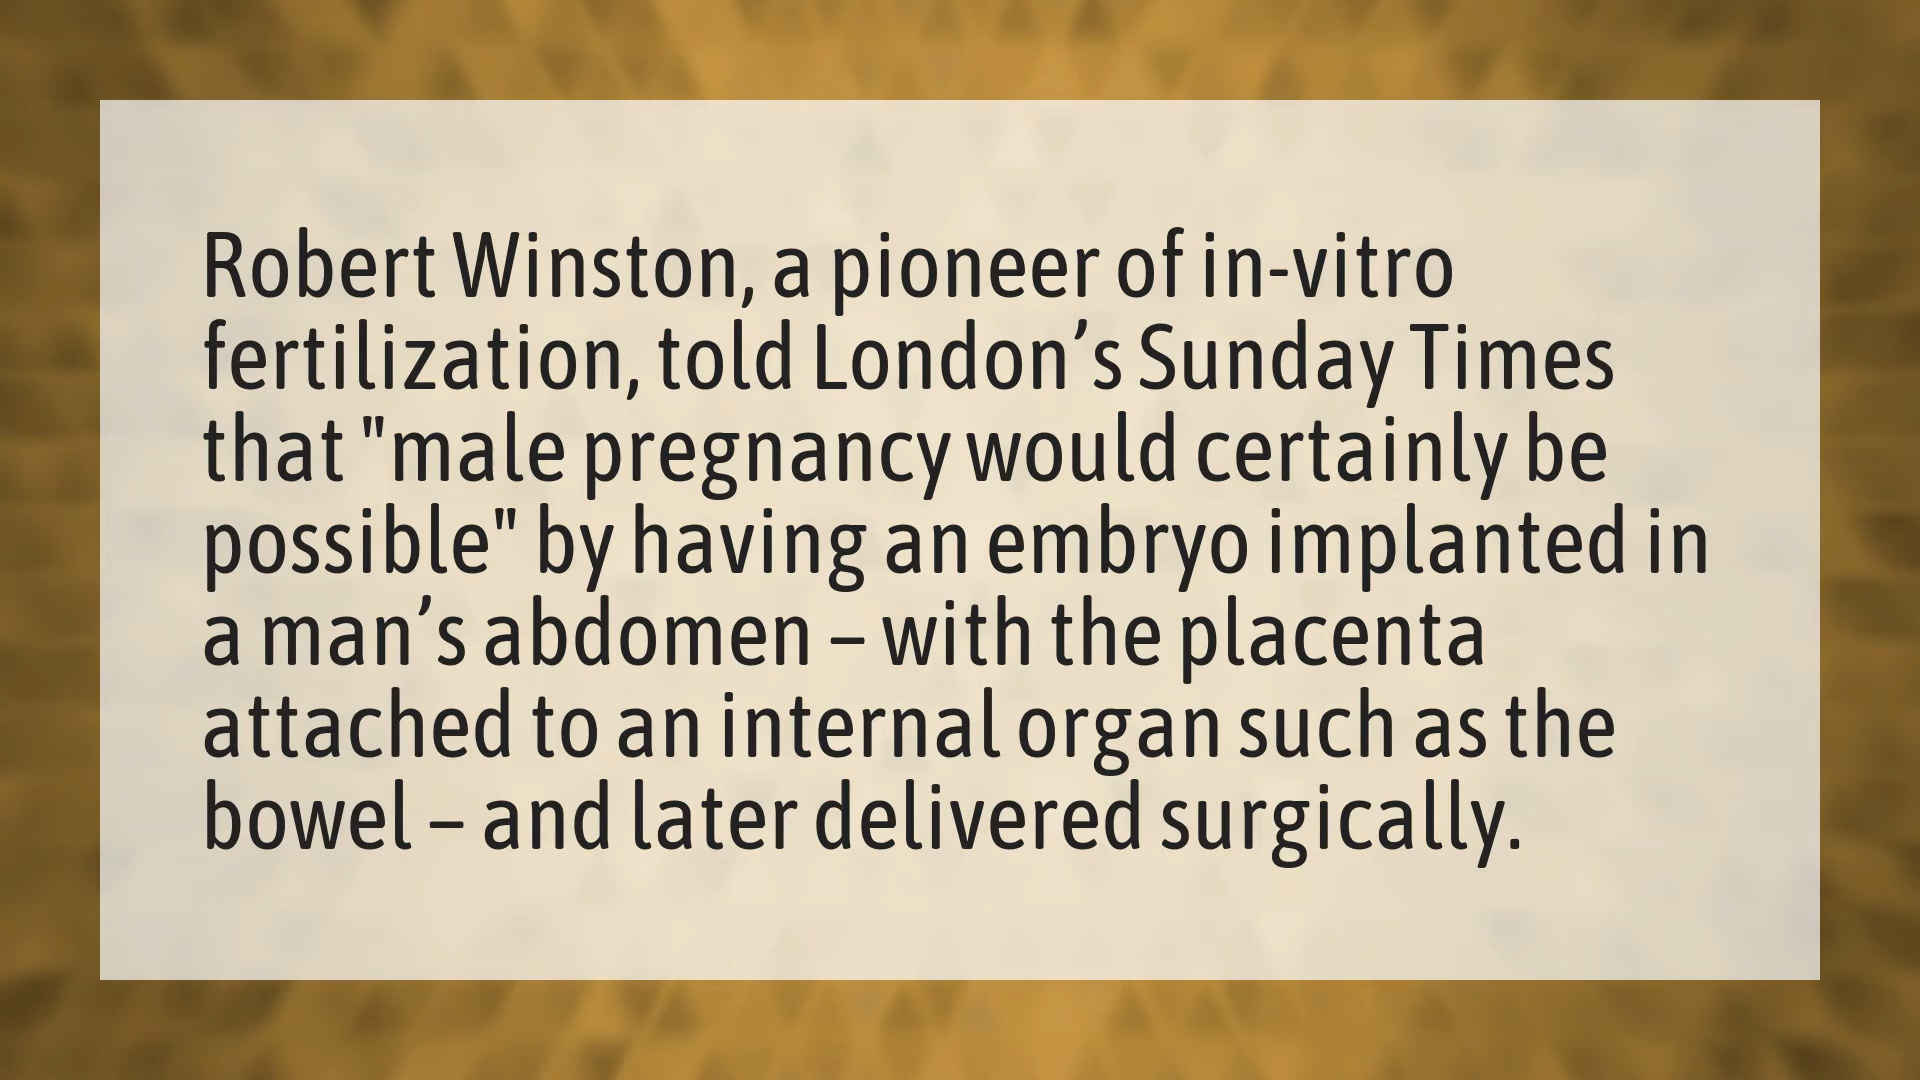 Robert Winston, a pioneer of in-vitro
fertilization, told London’s Sunday Times
that "male pregnancy would certainly be
possible" by having an embryo implanted in
a man’s abdomen – with the placenta
attached to an internal organ such as the
bowel – and later delivered surgically.